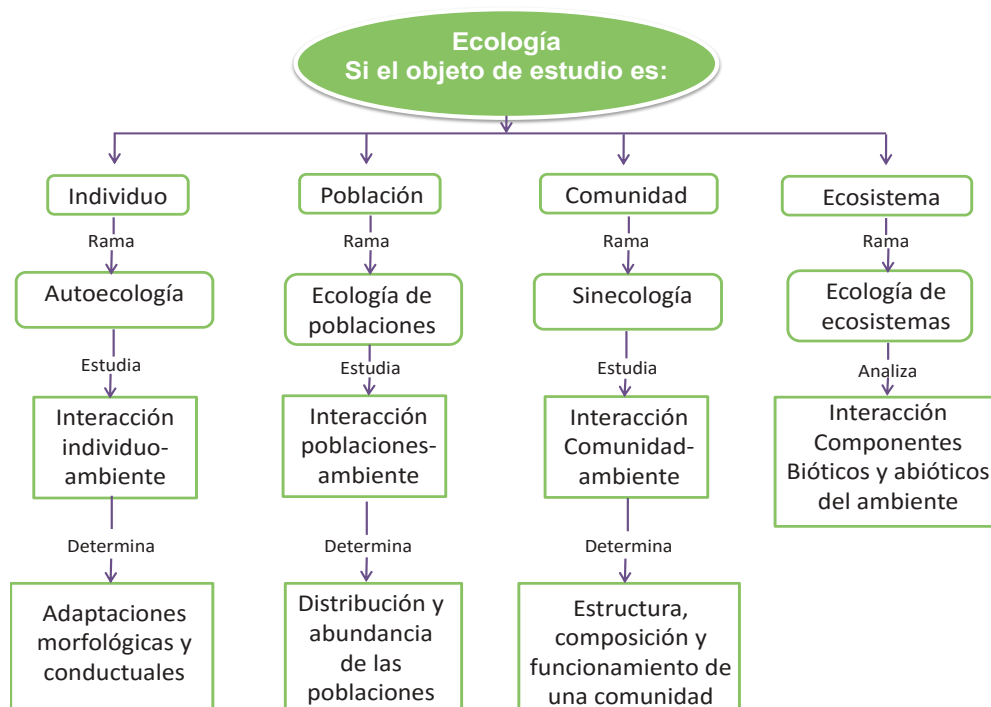 Ecología
Si el objeto de estudio es:
Individuo
Rama
Autoecología
Estudia
Interacción
individuo-
ambiente
Determina
Adaptaciones
morfológicas y
conductuales
Población
Rama
Ecología de
poblaciones
Estudia
Interacción
poblaciones-
ambiente
Determina
Distribución y
abundancia
de las
poblaciones
Comunidad
Rama
Sinecología
Estudia
Interacción
Comunidad-
ambiente
Determina
Estructura,
composición y
funcionamiento de
una comunidad
Ecosistema
Rama
Ecología de
ecosistemas
Analiza
Interacción
Componentes
Bióticos y abióticos
del ambiente